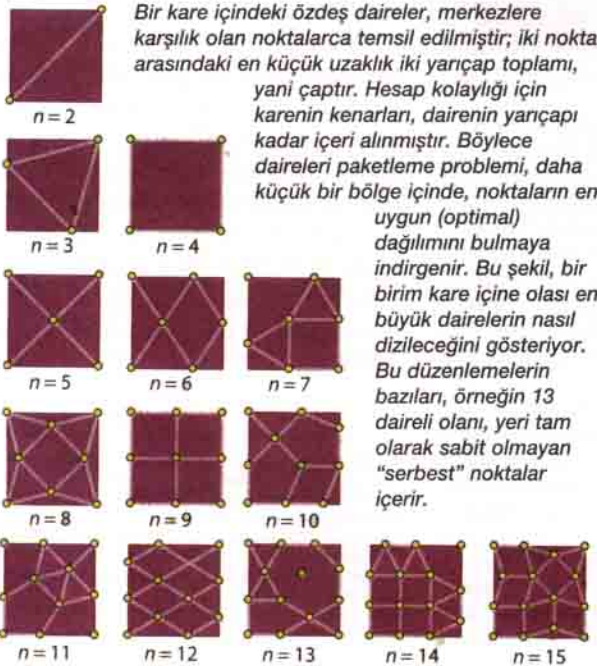 Bir kare içindeki özdeş daireler, merkezlere
karşılık olan noktalarca temsil edilmiştir; iki nokta
arasındaki en küçük uzaklık iki yarıçap toplamı,
yani çaptır. Hesap kolaylığı için
karenin kenarları, dairenin yarıçapı
kadar içeri alınmıştır. Böylece
daireleri paketleme problemi, daha
küçük bir bölge içinde, noktaların en
uygun (optimal)
dağılımını bulmaya
indirgenir. Bu şekil, bir
birim kare içine olası en
büyük dairelerin nasıl
dizileceğini gösteriyor.
Bu düzenlemelerin
bazıları, örneğin 13
daireli olanı, yeri tam
olarak sabit olmayan
"serbest" noktalar
içerir.
n = 2
n = 3
n = 4
n = 5
n = 6
n = 7
n = 8
n = 9
n = 10
n = 11
n = 12
n = 13
n = 14
n = 15